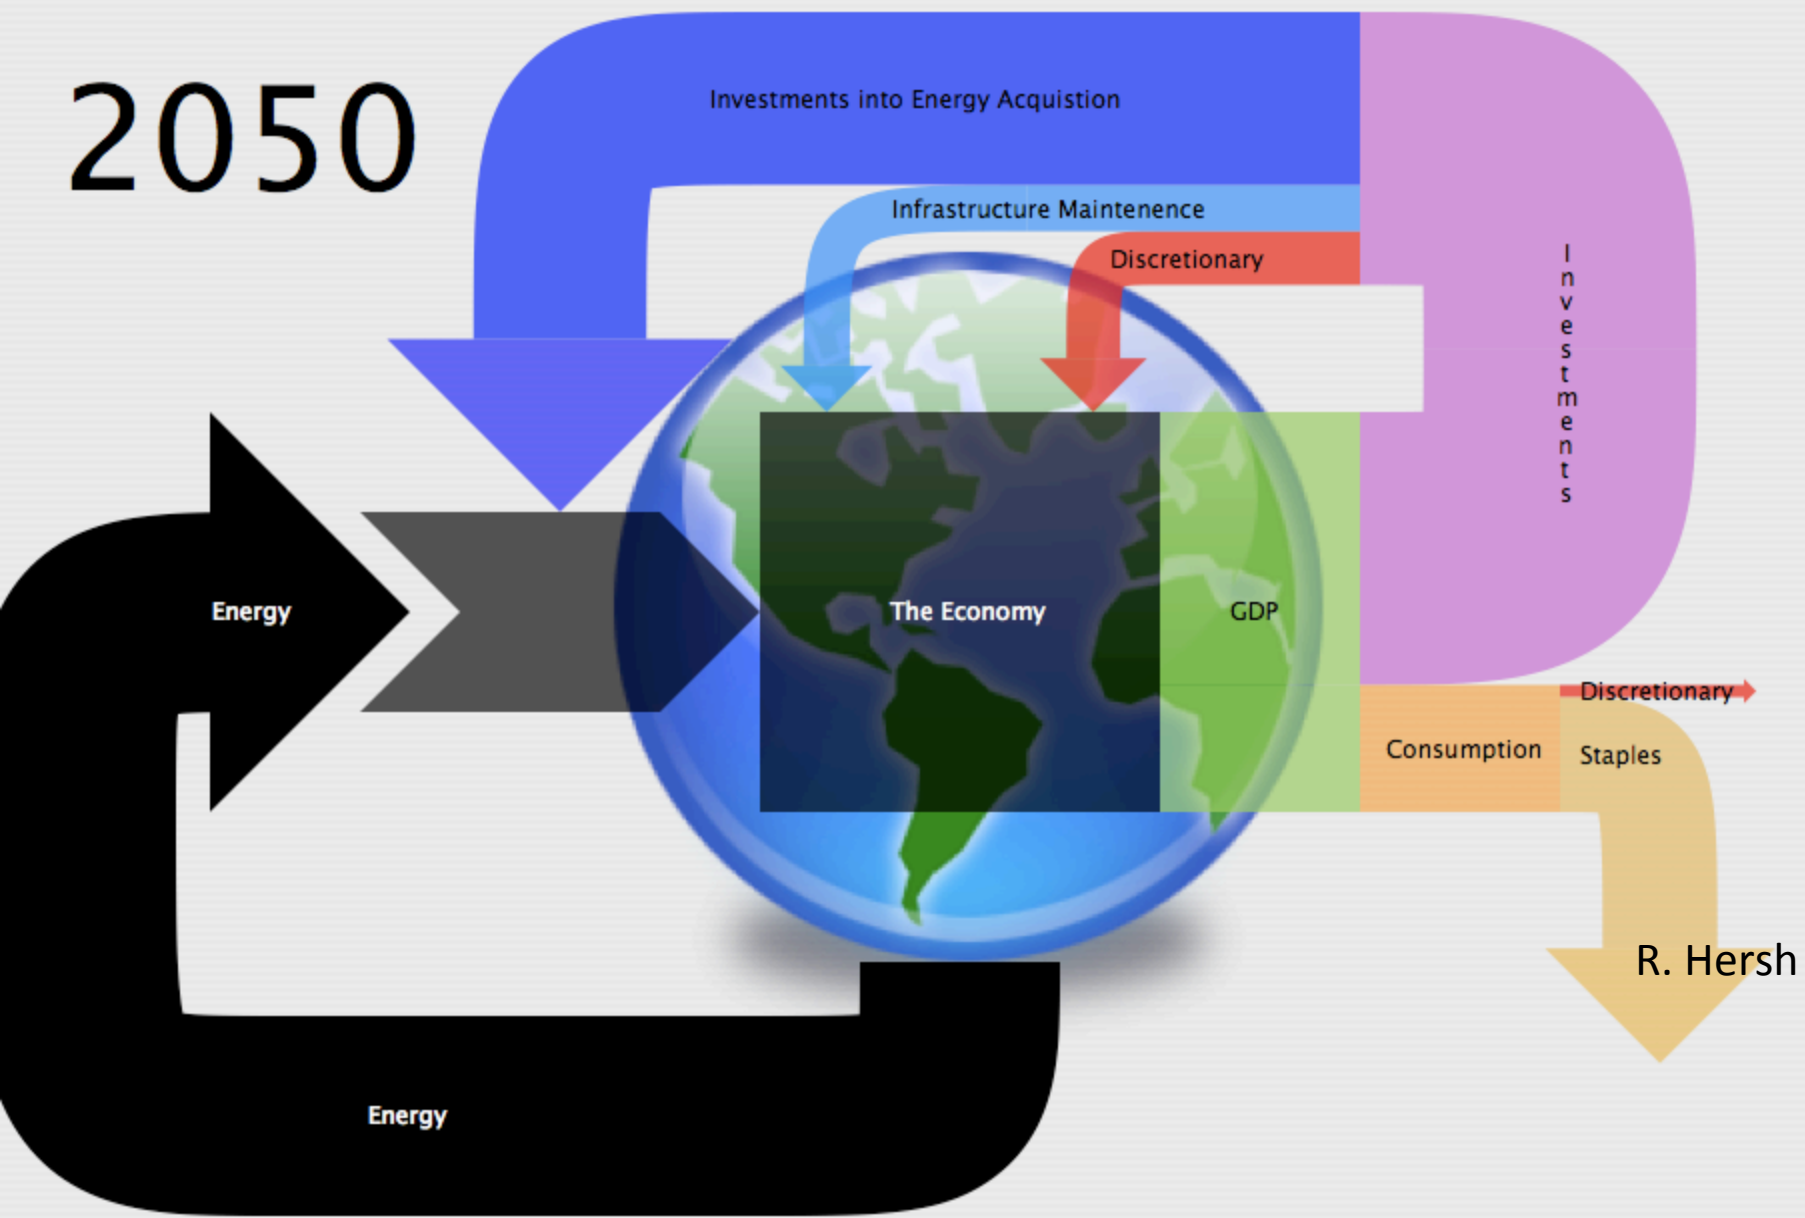 2050
Investments into Energy Acquistion
Infrastructure Maintenence
Discretionary
Investments
Energy
The Economy
GDP
Discretionary
Consumption
Staples
R. Hersh
Energy